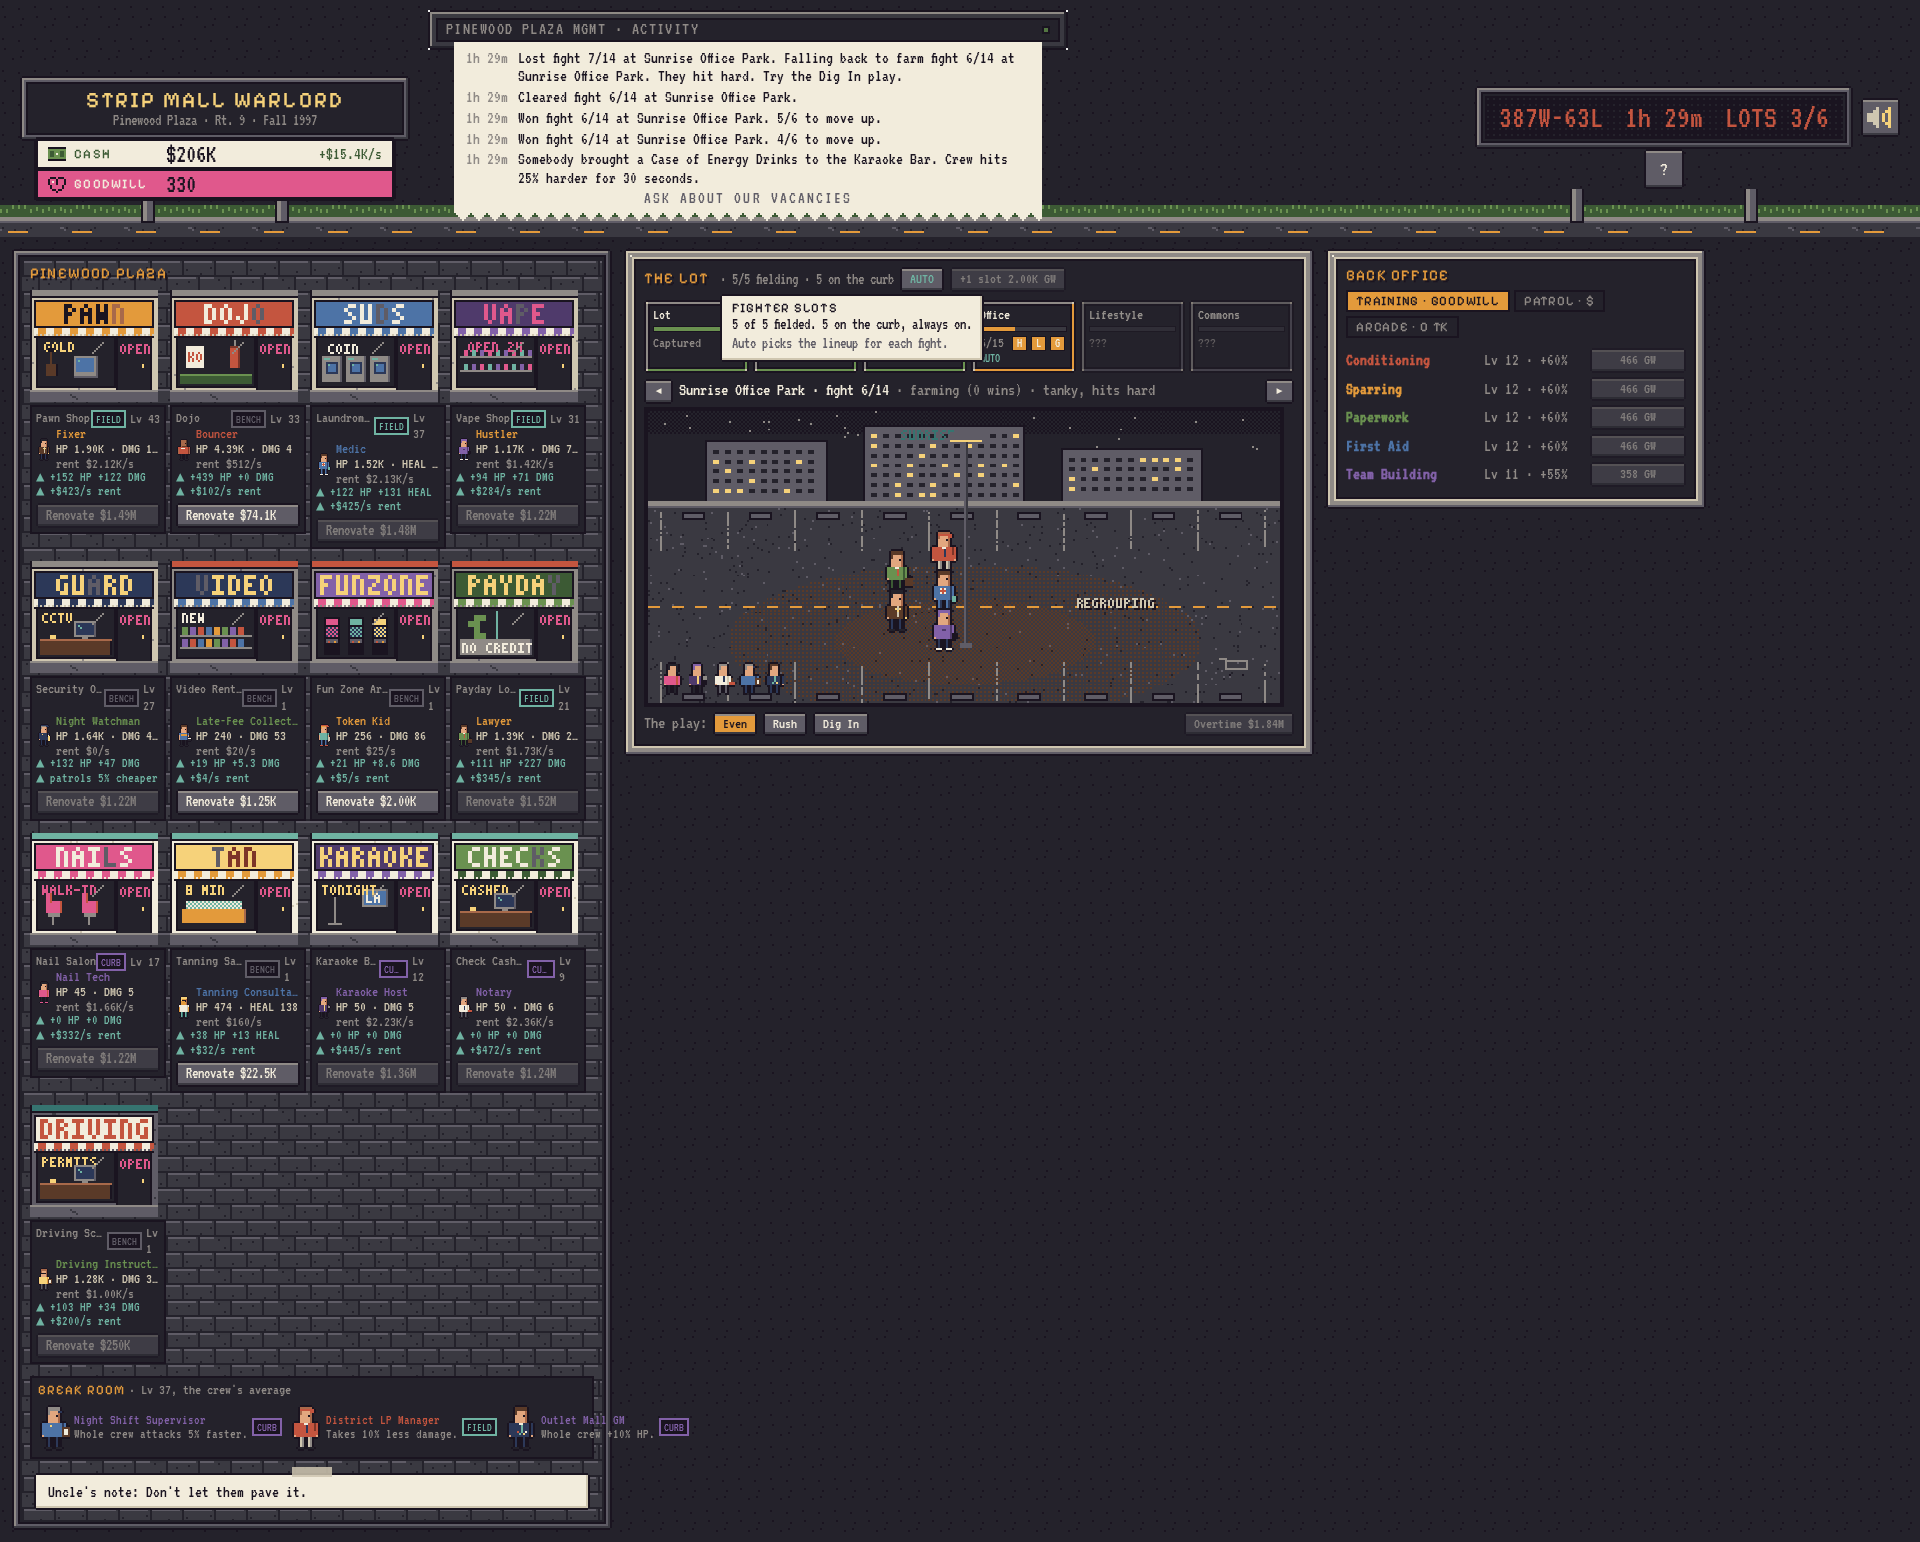 PINEWOOD PLAZA MGMT · ACTIVITY
1h 29m Lost fight 7/14 at Sunrise Office Park. Falling back to farm fight 6/14 at
Sunrise Office Park. They hit hard. Try the Dig In play.
1h 29m Cleared fight 6/14 at Sunrise Office Park.
1h 29m Won fight 6/14 at Sunrise Office Park. 5/6 to move up.
1h 29m Won fight 6/14 at Sunrise Office Park. 4/6 to move up.
1h 29m Somebody brought a Case of Energy Drinks to the Karaoke Bar. Crew hits
25% harder for 30 seconds.
ASK ABOUT OUR VACANCIES
STRIP MALL WARLORD
Pinewood Plaza · Rt. 9 · Fall 1997
CASH $206K +$15.4K/s
GOODWILL 330
387W-63L 1h 29m LOTS 3/6
?
PINEWOOD PLAZA
PAWN DOJO SUDS VAPE
GOLD OPEN KO OPEN COIN OPEN OPEN 24 OPEN
Pawn Shop FIELD Lv 43
Fixer
HP 1.90K · DMG 1…
rent $2.12K/s
▲ +152 HP +122 DMG
▲ +$423/s rent
Renovate $1.49M
Dojo BENCH Lv 33
Bouncer
HP 4.39K · DMG 4
rent $512/s
▲ +439 HP +0 DMG
▲ +$102/s rent
Renovate $74.1K
Laundrom… FIELD Lv 37
Medic
HP 1.52K · HEAL …
rent $2.13K/s
▲ +122 HP +131 HEAL
▲ +$425/s rent
Renovate $1.48M
Vape Shop FIELD Lv 31
Hustler
HP 1.17K · DMG 7…
rent $1.42K/s
▲ +94 HP +71 DMG
▲ +$284/s rent
Renovate $1.22M
GUARD VIDEO FUNZONE PAYDAY
CCTV OPEN NEW OPEN OPEN NO CREDIT OPEN
Security O… BENCH Lv 27
Night Watchman
HP 1.64K · DMG 4…
rent $0/s
▲ +132 HP +47 DMG
▲ patrols 5% cheaper
Renovate $1.22M
Video Rent… BENCH Lv 1
Late-Fee Collect…
HP 240 · DMG 53
rent $20/s
▲ +19 HP +5.3 DMG
▲ +$4/s rent
Renovate $1.25K
Fun Zone Ar… BENCH Lv 1
Token Kid
HP 256 · DMG 86
rent $25/s
▲ +21 HP +8.6 DMG
▲ +$5/s rent
Renovate $2.00K
Payday Lo… FIELD Lv 21
Lawyer
HP 1.39K · DMG 2…
rent $1.73K/s
▲ +111 HP +227 DMG
▲ +$345/s rent
Renovate $1.52M
NAILS TAN KARAOKE CHECKS
WALK-IN OPEN 8 MIN OPEN TONIGHT LA OPEN CASHED OPEN
Nail Salon CURB Lv 17
Nail Tech
HP 45 · DMG 5
rent $1.66K/s
▲ +0 HP +0 DMG
▲ +$332/s rent
Renovate $1.22M
Tanning Sa… BENCH Lv 1
Tanning Consulta…
HP 474 · HEAL 138
rent $160/s
▲ +38 HP +13 HEAL
▲ +$32/s rent
Renovate $22.5K
Karaoke B… CU… Lv 12
Karaoke Host
HP 50 · DMG 5
rent $2.23K/s
▲ +0 HP +0 DMG
▲ +$445/s rent
Renovate $1.36M
Check Cash… CU… Lv 9
Notary
HP 50 · DMG 6
rent $2.36K/s
▲ +0 HP +0 DMG
▲ +$472/s rent
Renovate $1.24M
DRIVING
PERMITS OPEN
Driving Sc… BENCH Lv 1
Driving Instruct…
HP 1.28K · DMG 3…
rent $1.00K/s
▲ +103 HP +34 DMG
▲ +$200/s rent
Renovate $250K
BREAK ROOM · Lv 37, the crew's average
Night Shift Supervisor
Whole crew attacks 5% faster. CURB
District LP Manager
Takes 10% less damage. FIELD
Outlet Mall GM
Whole crew +10% HP. CURB
Uncle's note: Don't let them pave it.
THE LOT · 5/5 fielding · 5 on the curb AUTO +1 slot 2.00K GW
FIGHTER SLOTS
5 of 5 fielded. 5 on the curb, always on.
Auto picks the lineup for each fight.
Lot
Captured
ffice
/15 H L G
AUTO
Lifestyle
???
Commons
???
◄ Sunrise Office Park · fight 6/14 · farming (0 wins) · tanky, hits hard ►
REGROUPING
The play: Even Rush Dig In Overtime $1.84M
BACK OFFICE
TRAINING · GOODWILL PATROL · $
ARCADE · 0 TK
Conditioning Lv 12 · +60% 466 GW
Sparring Lv 12 · +60% 466 GW
Paperwork Lv 12 · +60% 466 GW
First Aid Lv 12 · +60% 466 GW
Team Building Lv 11 · +55% 358 GW